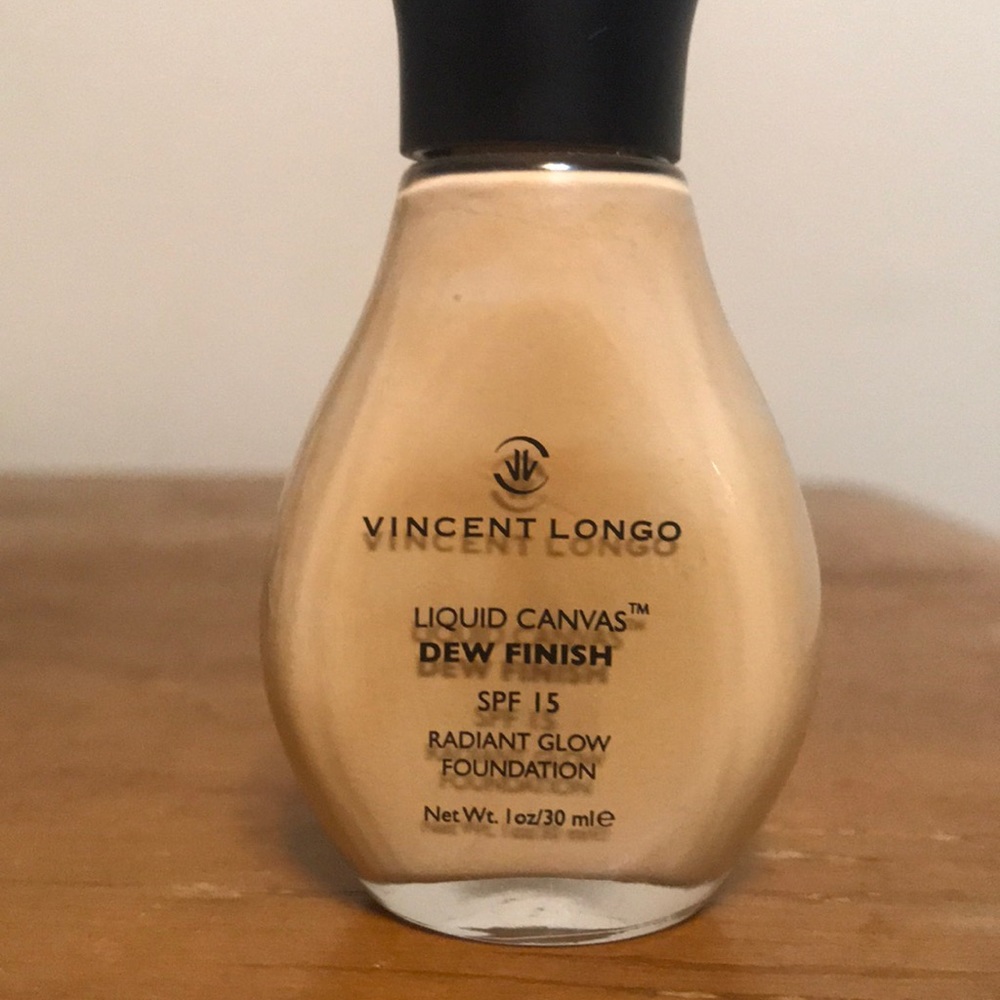 VINCENT LONGO
LIQUID CANVAS™
DEW FINISH
SPF 15
RADIANT GLOW
FOUNDATION
Net Wt. 1oz/30 ml℮